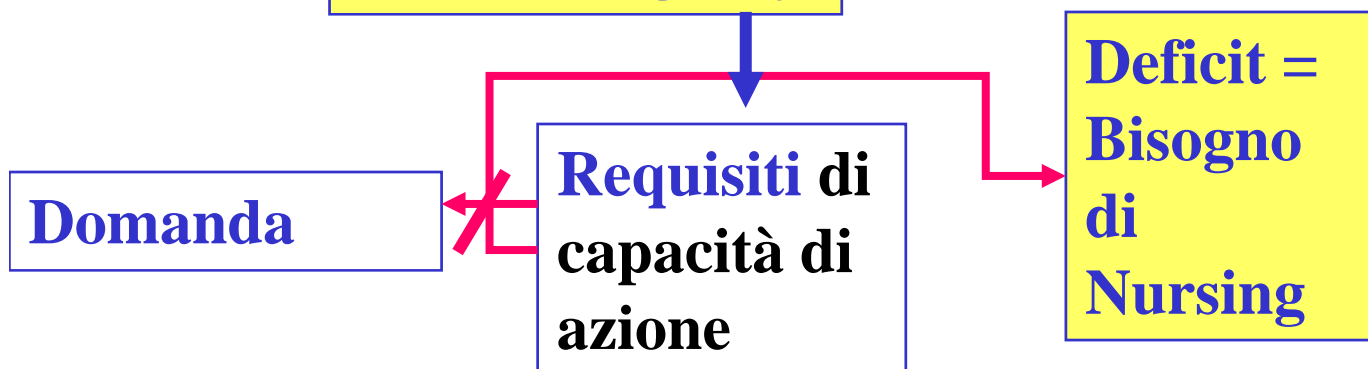 Domanda
Requisiti di
capacità di
azione
Deficit =
Bisogno
di
Nursing